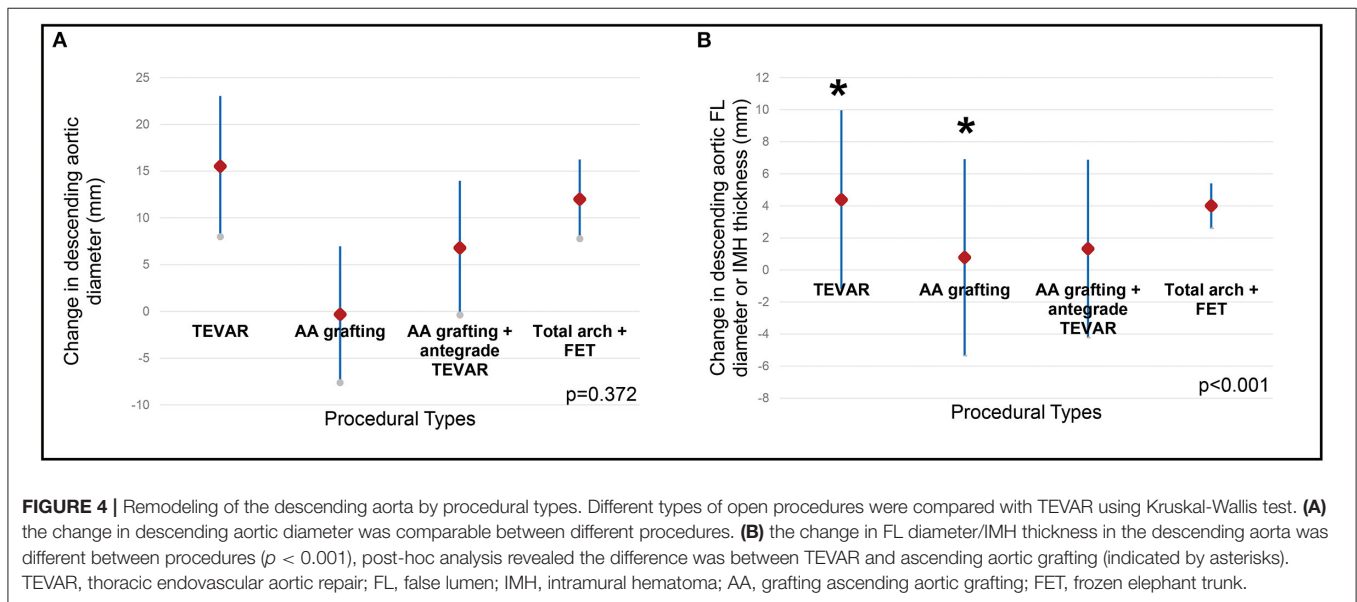 A
Change in descending aortic
diameter (mm)
25
20
15
10
5
0
-5
-10
TEVAR
AA grafting
AA grafting +
antegrade
TEVAR
Total arch +
FET
p=0.372
Procedural Types
B
Change in descending aortic FL
diameter or IMH thickness (mm)
12
10
8
6
4
2
0
-2
-4
-6
-8
*
*
TEVAR
AA grafting
AA grafting +
antegrade
TEVAR
Total arch +
FET
p<0.001
Procedural Types
FIGURE 4 | Remodeling of the descending aorta by procedural types. Different types of open procedures were compared with TEVAR using Kruskal-Wallis test. (A)
the change in descending aortic diameter was comparable between different procedures. (B) the change in FL diameter/IMH thickness in the descending aorta was
different between procedures (p < 0.001), post-hoc analysis revealed the difference was between TEVAR and ascending aortic grafting (indicated by asterisks).
TEVAR, thoracic endovascular aortic repair; FL, false lumen; IMH, intramural hematoma; AA, grafting ascending aortic grafting; FET, frozen elephant trunk.